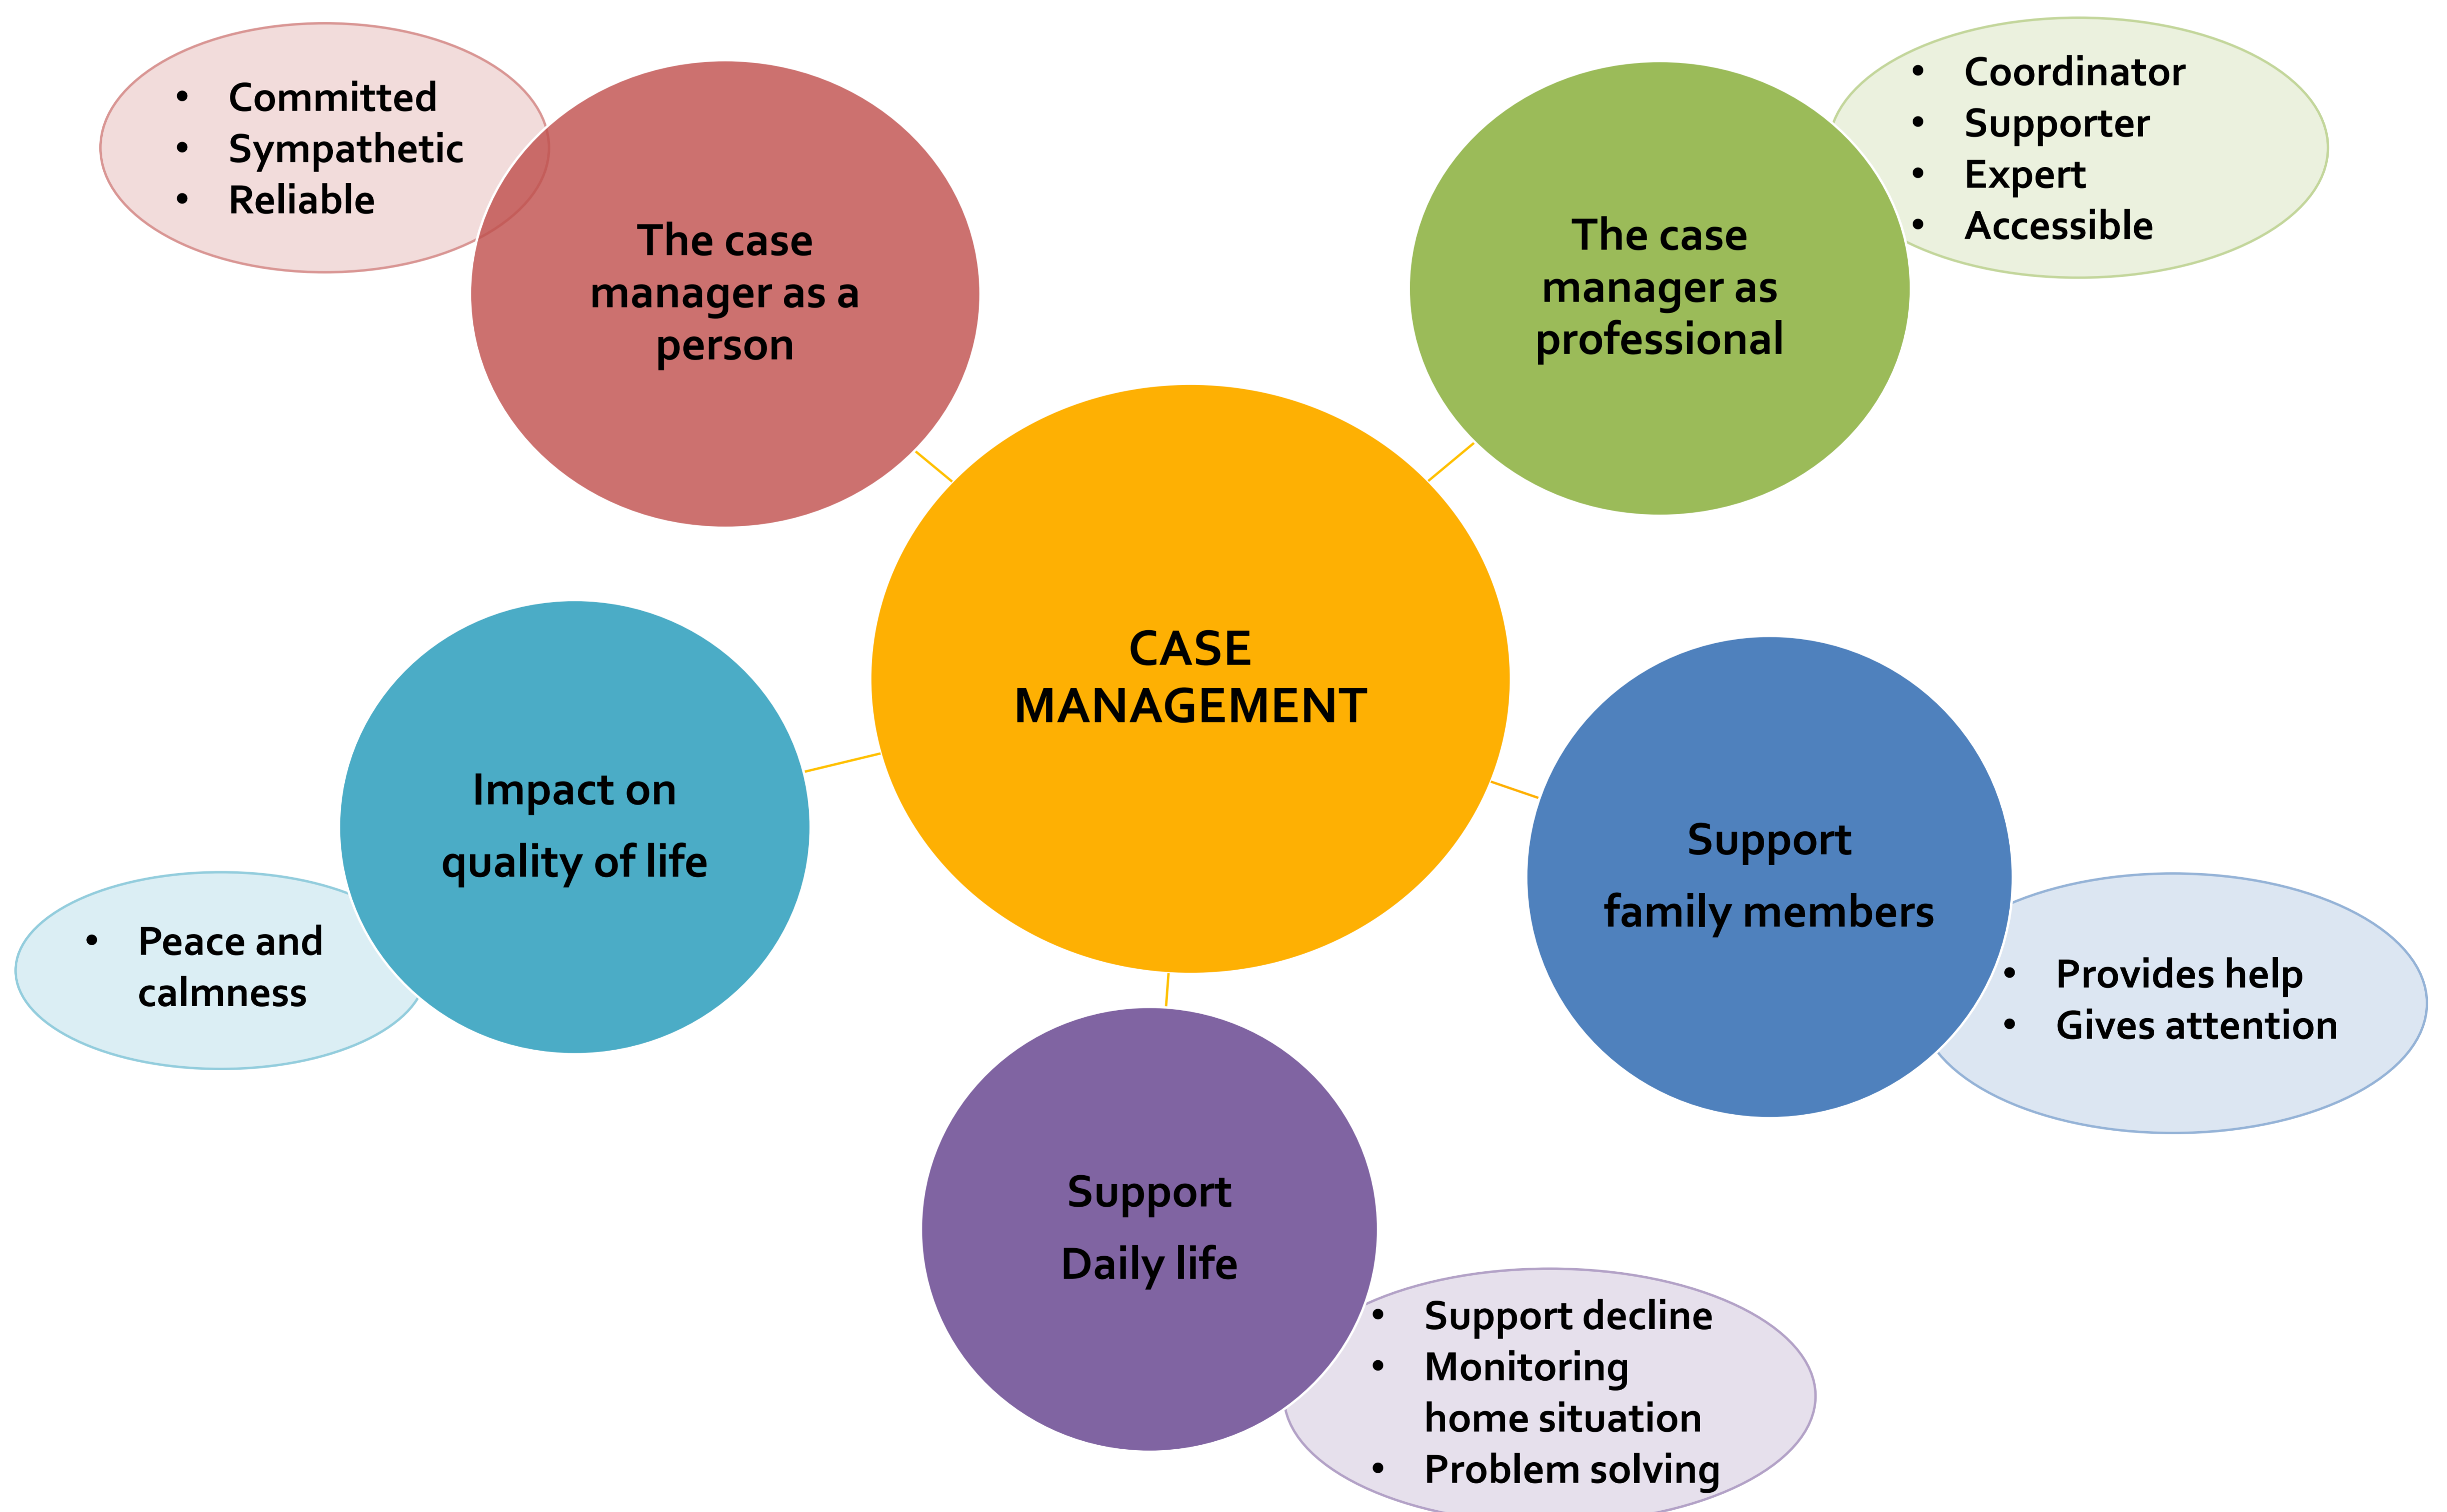 • Committed
• Sympathetic
• Reliable
The case
manager as a
person
• Coordinator
• Supporter
• Expert
• Accessible
The case
manager as
professional
CASE
MANAGEMENT
Impact on
quality of life
• Peace and
calmness
Support
family members
• Provides help
• Gives attention
Support
Daily life
• Support decline
• Monitoring
home situation
• Problem solving